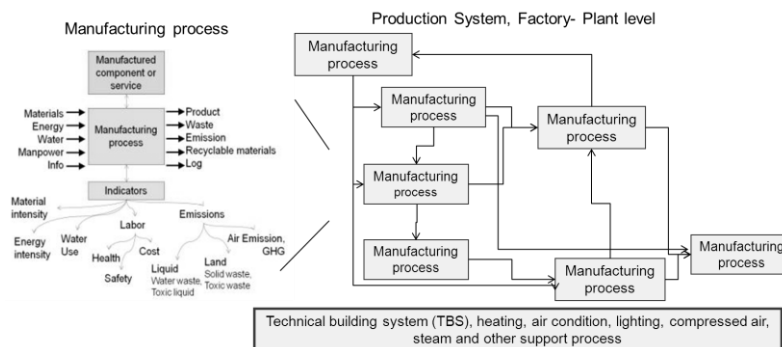 Manufacturing process
Manufactured
component or
service
Materials
Energy
Water
Manpower
Info
Manufacturing
process
Product
Waste
Emission
Recyclable materials
Log
Indicators
Material
intensity
Energy
intensity
Water
Use
Labor
Health
Safety
Cost
Emissions
Liquid
Water waste,
Toxic liquid
Land
Solid waste,
Toxic waste
Air Emission,
GHG
Production System, Factory- Plant level
Manufacturing
process
Manufacturing
process
Manufacturing
process
Manufacturing
process
Manufacturing
process
Manufacturing
process
Manufacturing
process
Technical building system (TBS), heating, air condition, lighting, compressed air,
steam and other support process